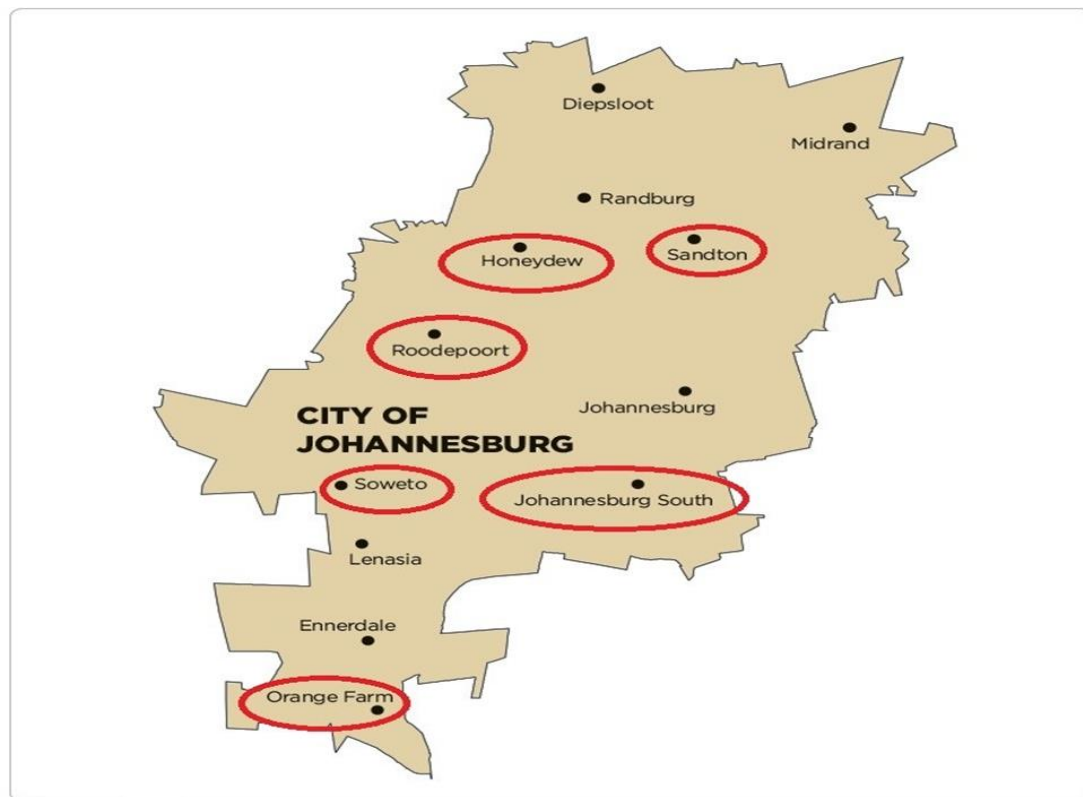 Diepsloot
Midrand
Randburg
Honeydew
Sandton
Roodepoort
Johannesburg
CITY OF
JOHANNESBURG
Soweto
Johannesburg South
Lenasia
Ennerdale
Orange Farm